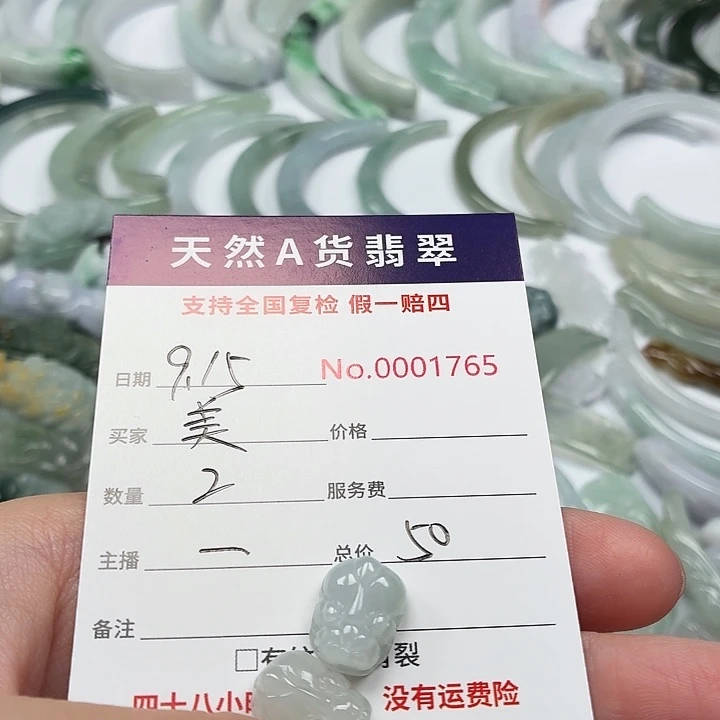 天然A货翡翠
支持全国复检 假一赔四
日期 9.15 No.0001765
买家 美 价格
数量 2 服务费
主播 一 总价 50
备注
□有 裂
四十八小 没有运费险